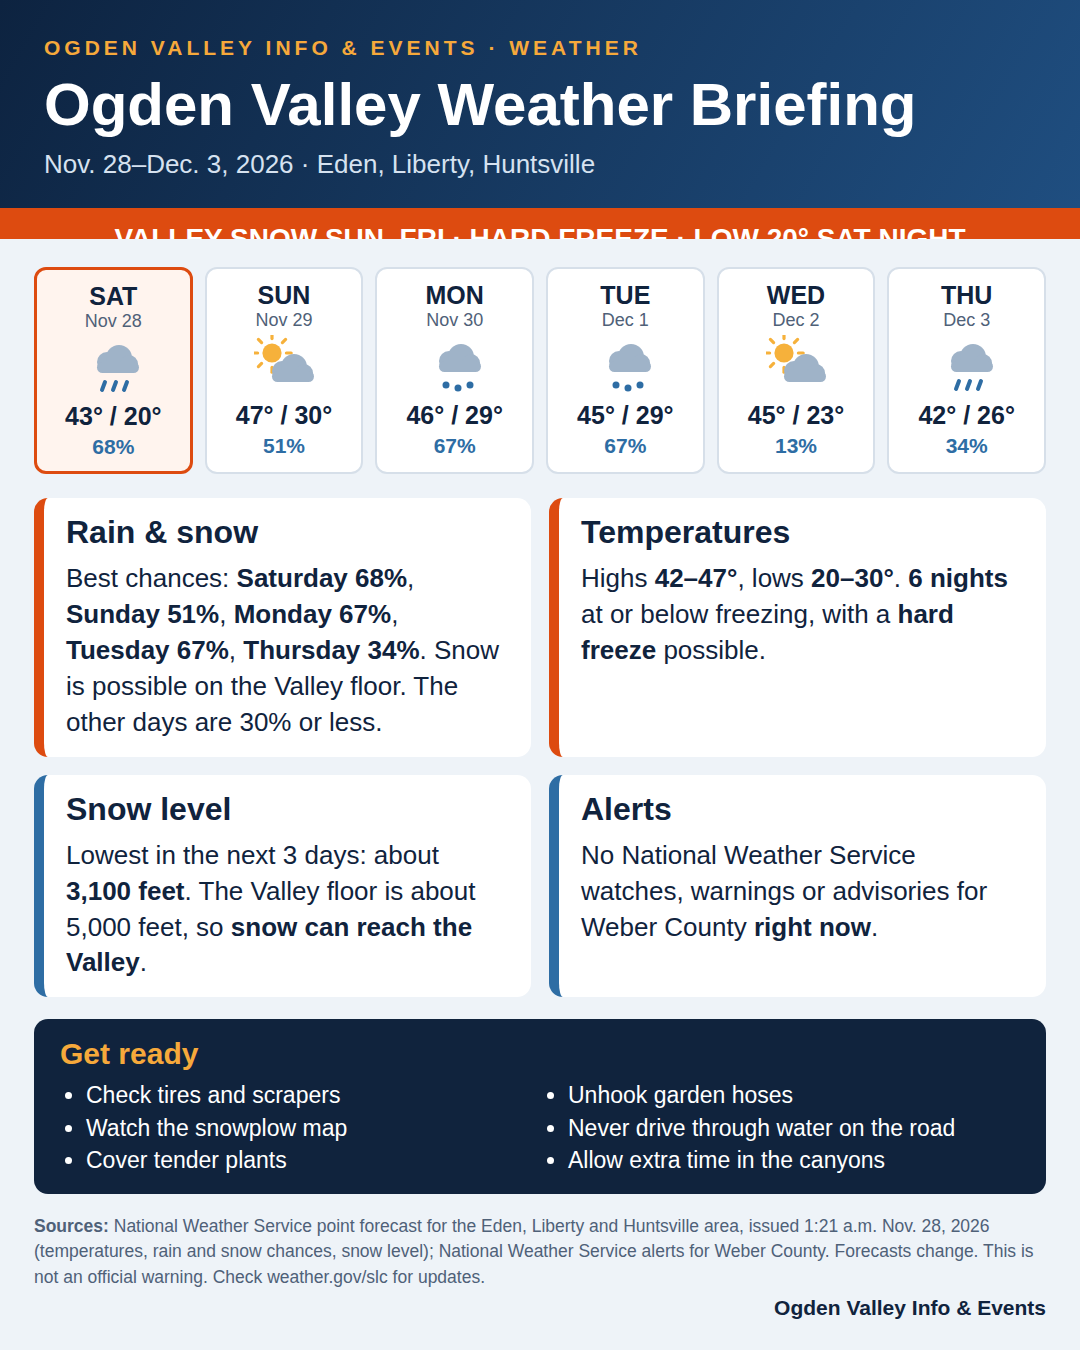 OGDEN VALLEY INFO & EVENTS · WEATHER
Ogden Valley Weather Briefing
Nov. 28–Dec. 3, 2026 · Eden, Liberty, Huntsville
VALLEY SNOW SUN, FRI · HARD FREEZE · LOW 20° SAT NIGHT
SAT
Nov 28
43° / 20°
68%
SUN
Nov 29
47° / 30°
51%
MON
Nov 30
46° / 29°
67%
TUE
Dec 1
45° / 29°
67%
WED
Dec 2
45° / 23°
13%
THU
Dec 3
42° / 26°
34%
Rain & snow
Best chances: Saturday 68%,
Sunday 51%, Monday 67%,
Tuesday 67%, Thursday 34%. Snow
is possible on the Valley floor. The
other days are 30% or less.
Temperatures
Highs 42–47°, lows 20–30°. 6 nights
at or below freezing, with a hard
freeze possible.
Snow level
Lowest in the next 3 days: about
3,100 feet. The Valley floor is about
5,000 feet, so snow can reach the
Valley.
Alerts
No National Weather Service
watches, warnings or advisories for
Weber County right now.
Get ready
• Check tires and scrapers
• Watch the snowplow map
• Cover tender plants
• Unhook garden hoses
• Never drive through water on the road
• Allow extra time in the canyons
Sources: National Weather Service point forecast for the Eden, Liberty and Huntsville area, issued 1:21 a.m. Nov. 28, 2026
(temperatures, rain and snow chances, snow level); National Weather Service alerts for Weber County. Forecasts change. This is
not an official warning. Check weather.gov/slc for updates.
Ogden Valley Info & Events